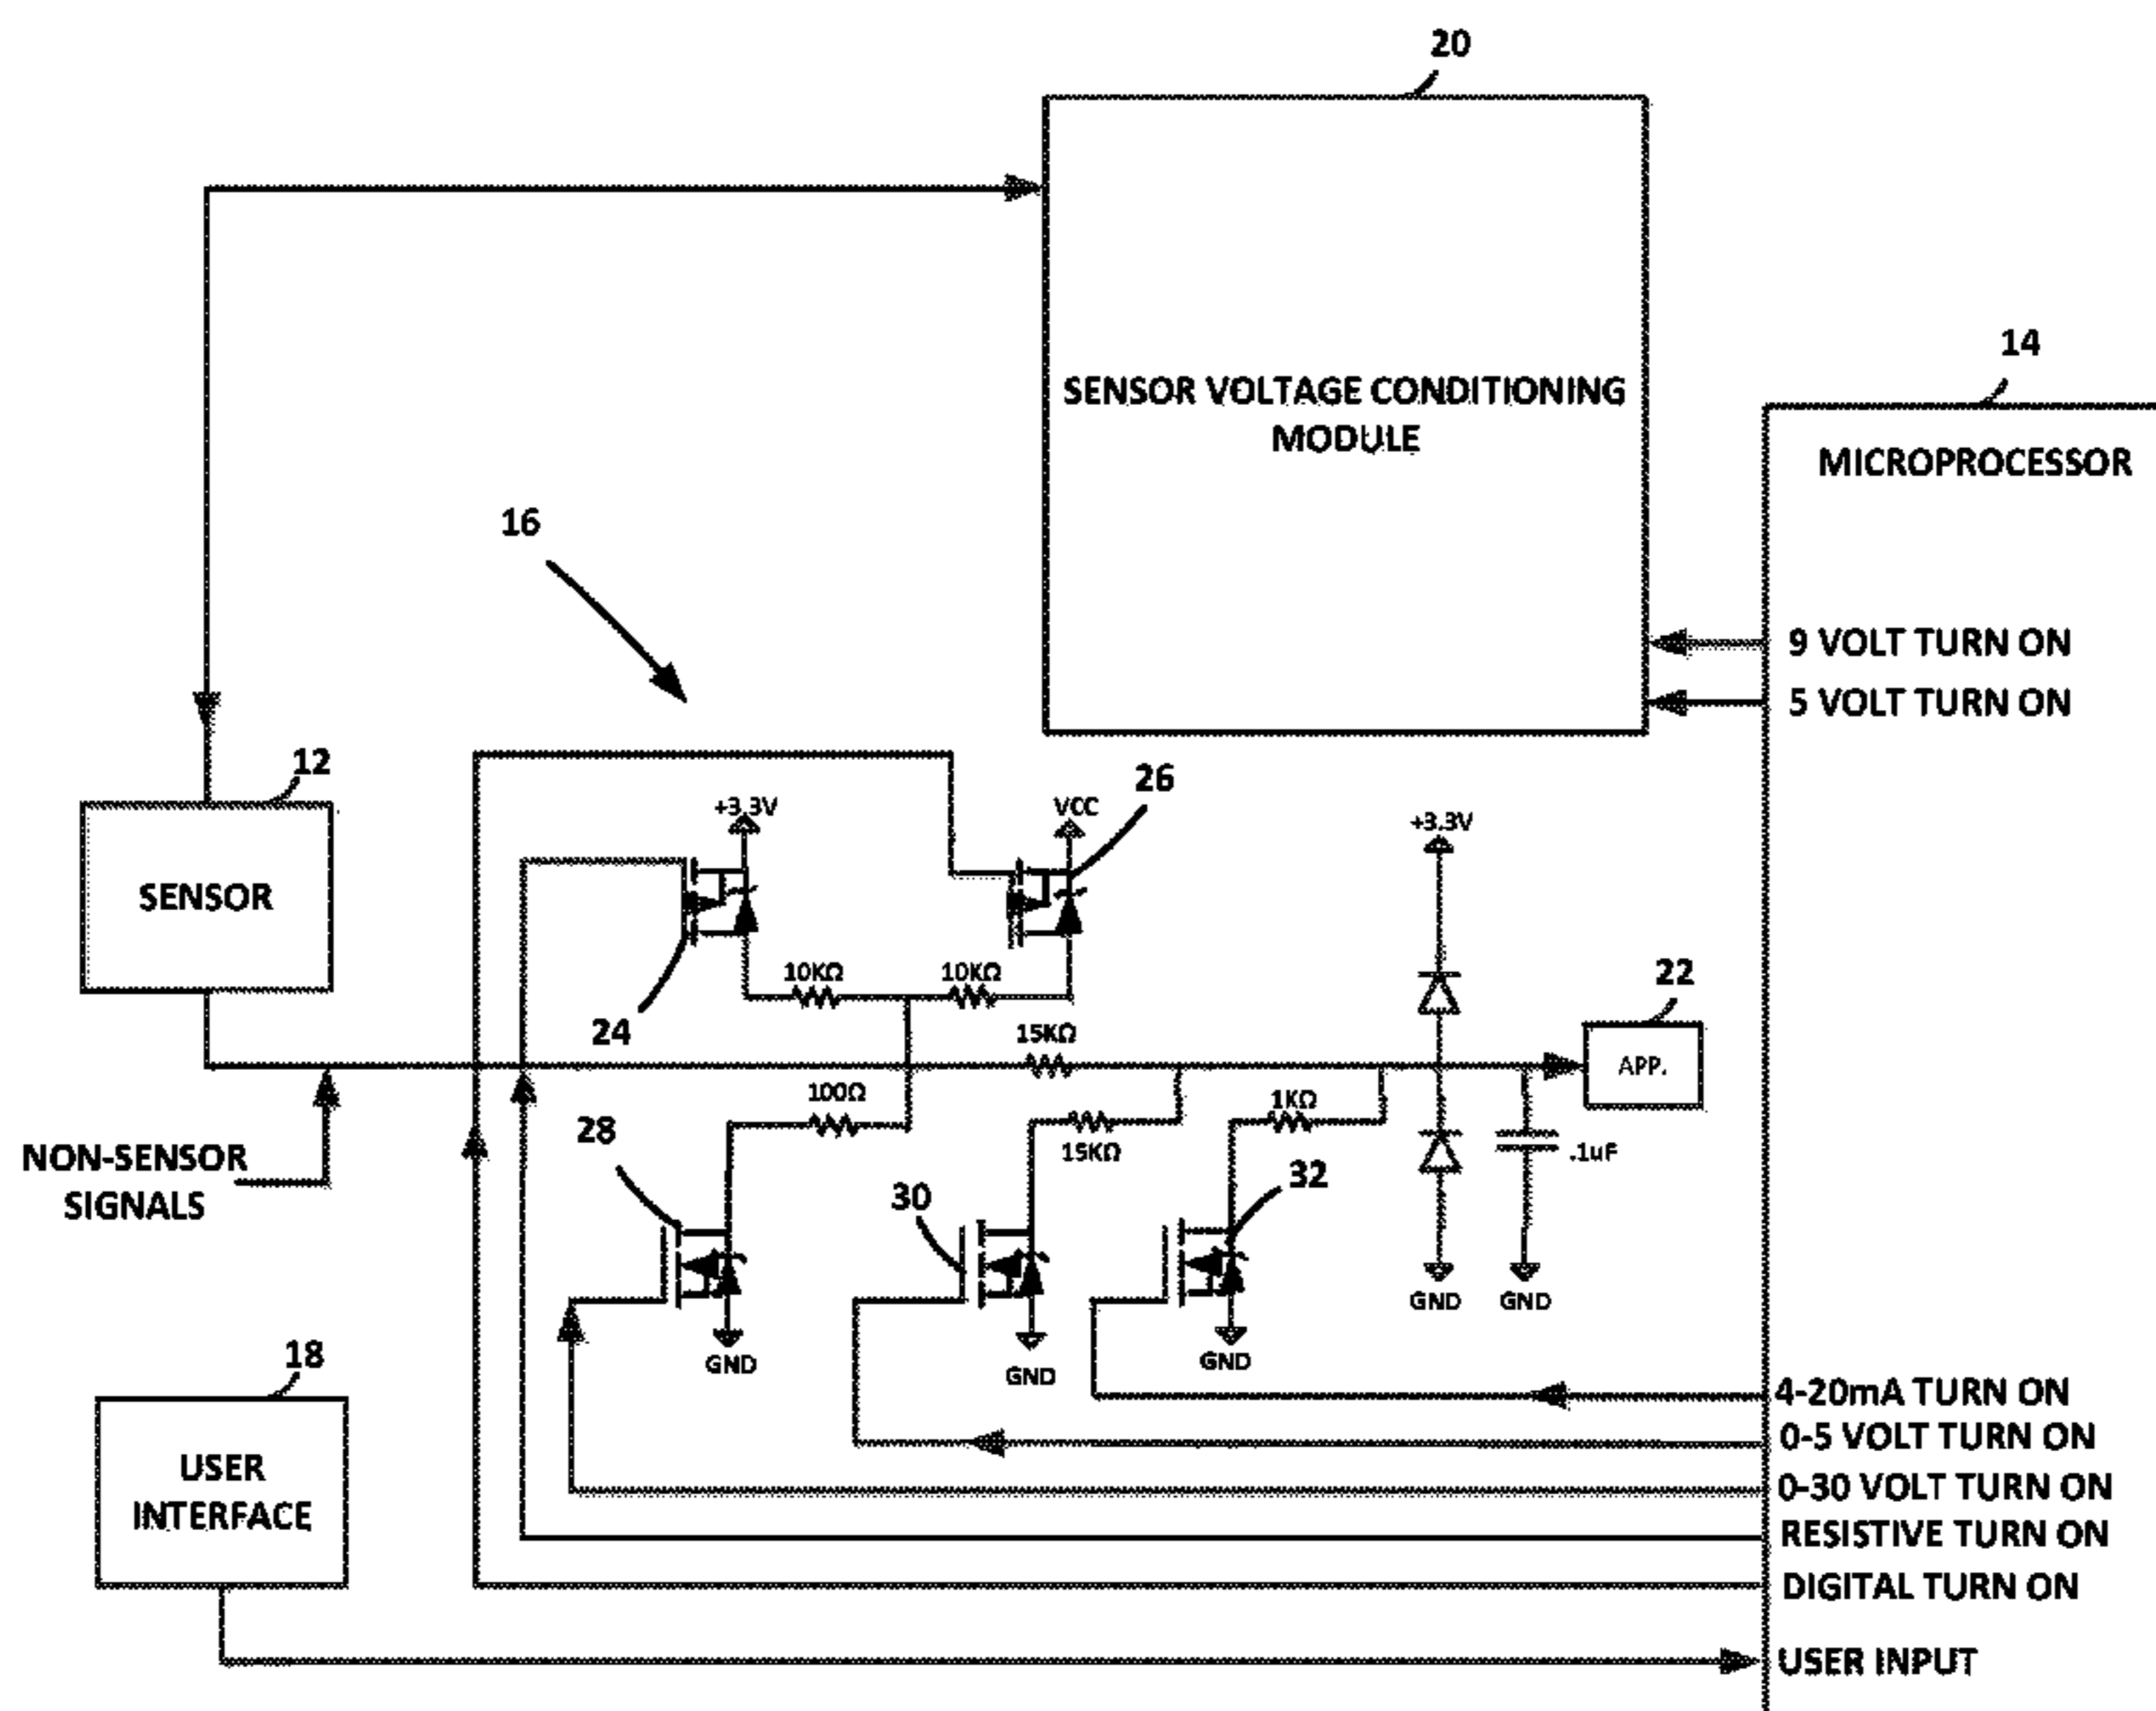 20
SENSOR VOLTAGE CONDITIONING
MODULE
14
MICROPROCESSOR
9 VOLT TURN ON
5 VOLT TURN ON
16
12
SENSOR
+3.3V
VCC
26
+3.3V
24
10KΩ
10KΩ
15KΩ
22
APP.
100Ω
28
15KΩ
1KΩ
.1uF
NON-SENSOR
SIGNALS
30
32
GND
GND
GND
GND
GND
18
USER
INTERFACE
4-20mA TURN ON
0-5 VOLT TURN ON
0-30 VOLT TURN ON
RESISTIVE TURN ON
DIGITAL TURN ON
USER INPUT